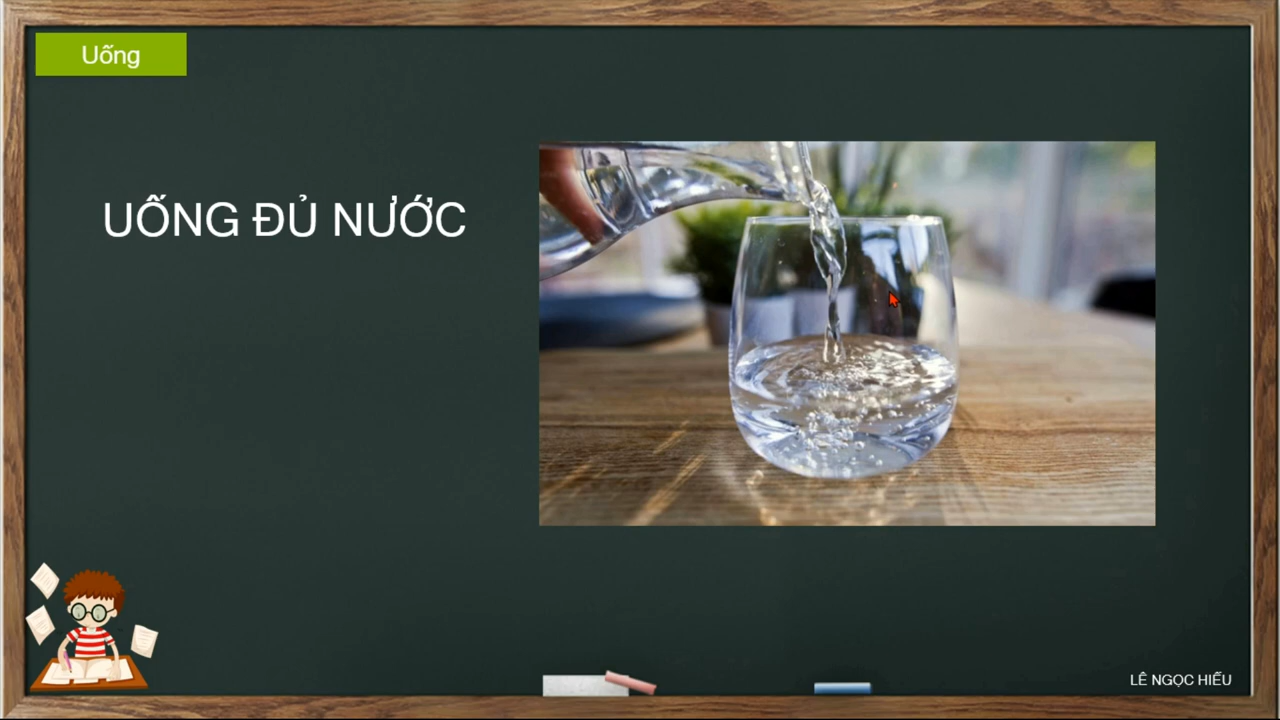 Uống
UỐNG ĐỦ NƯỚC
LÊ NGỌC HIẾU